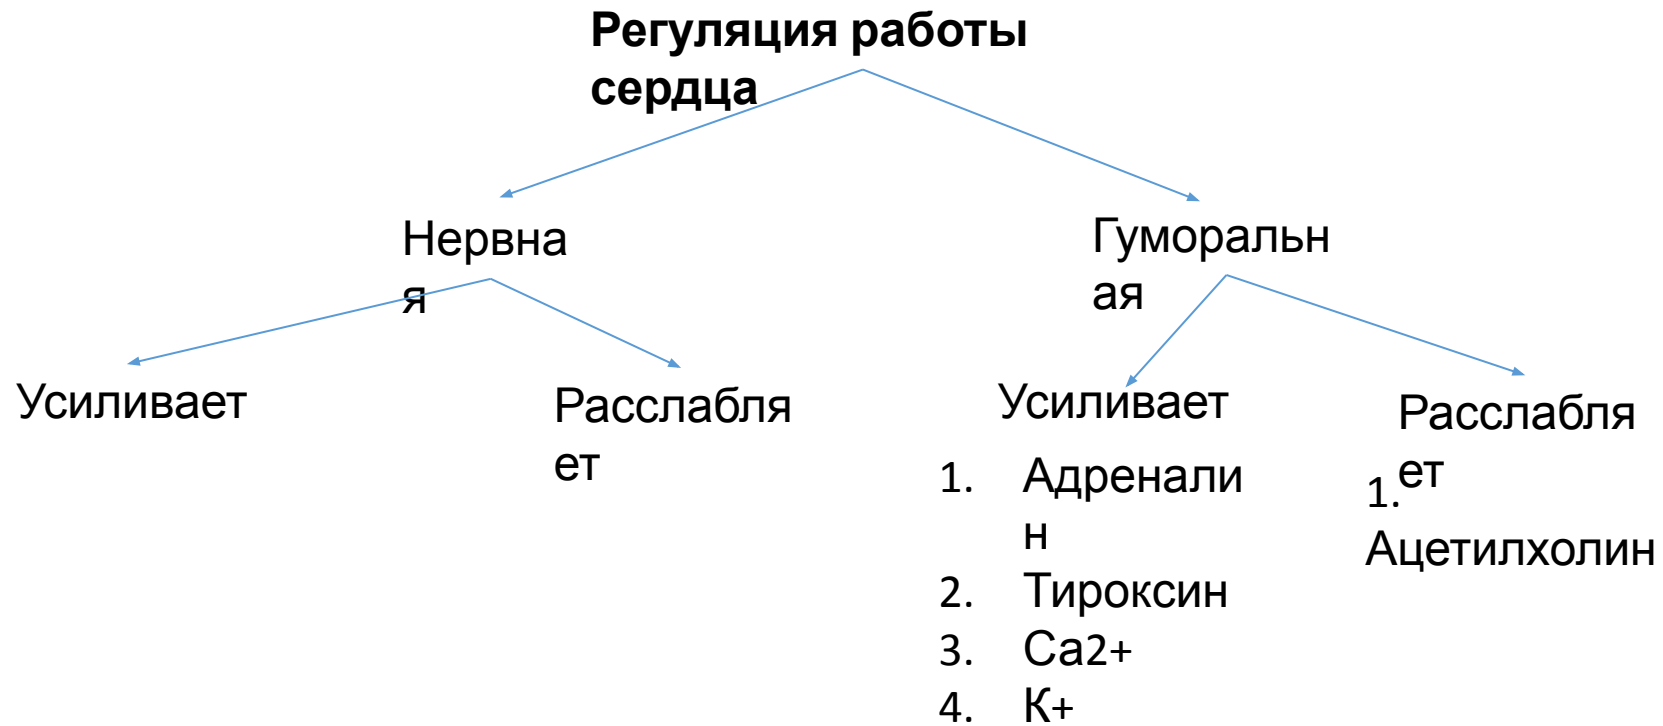 Регуляция работы
сердца
Нервна
я
Гуморальн
ая
Усиливает
Расслабля
ет
Усиливает
1. Адренали
н
2. Тироксин
3. Са2+
4. К+
Расслабля
ет
1.
Ацетилхолин